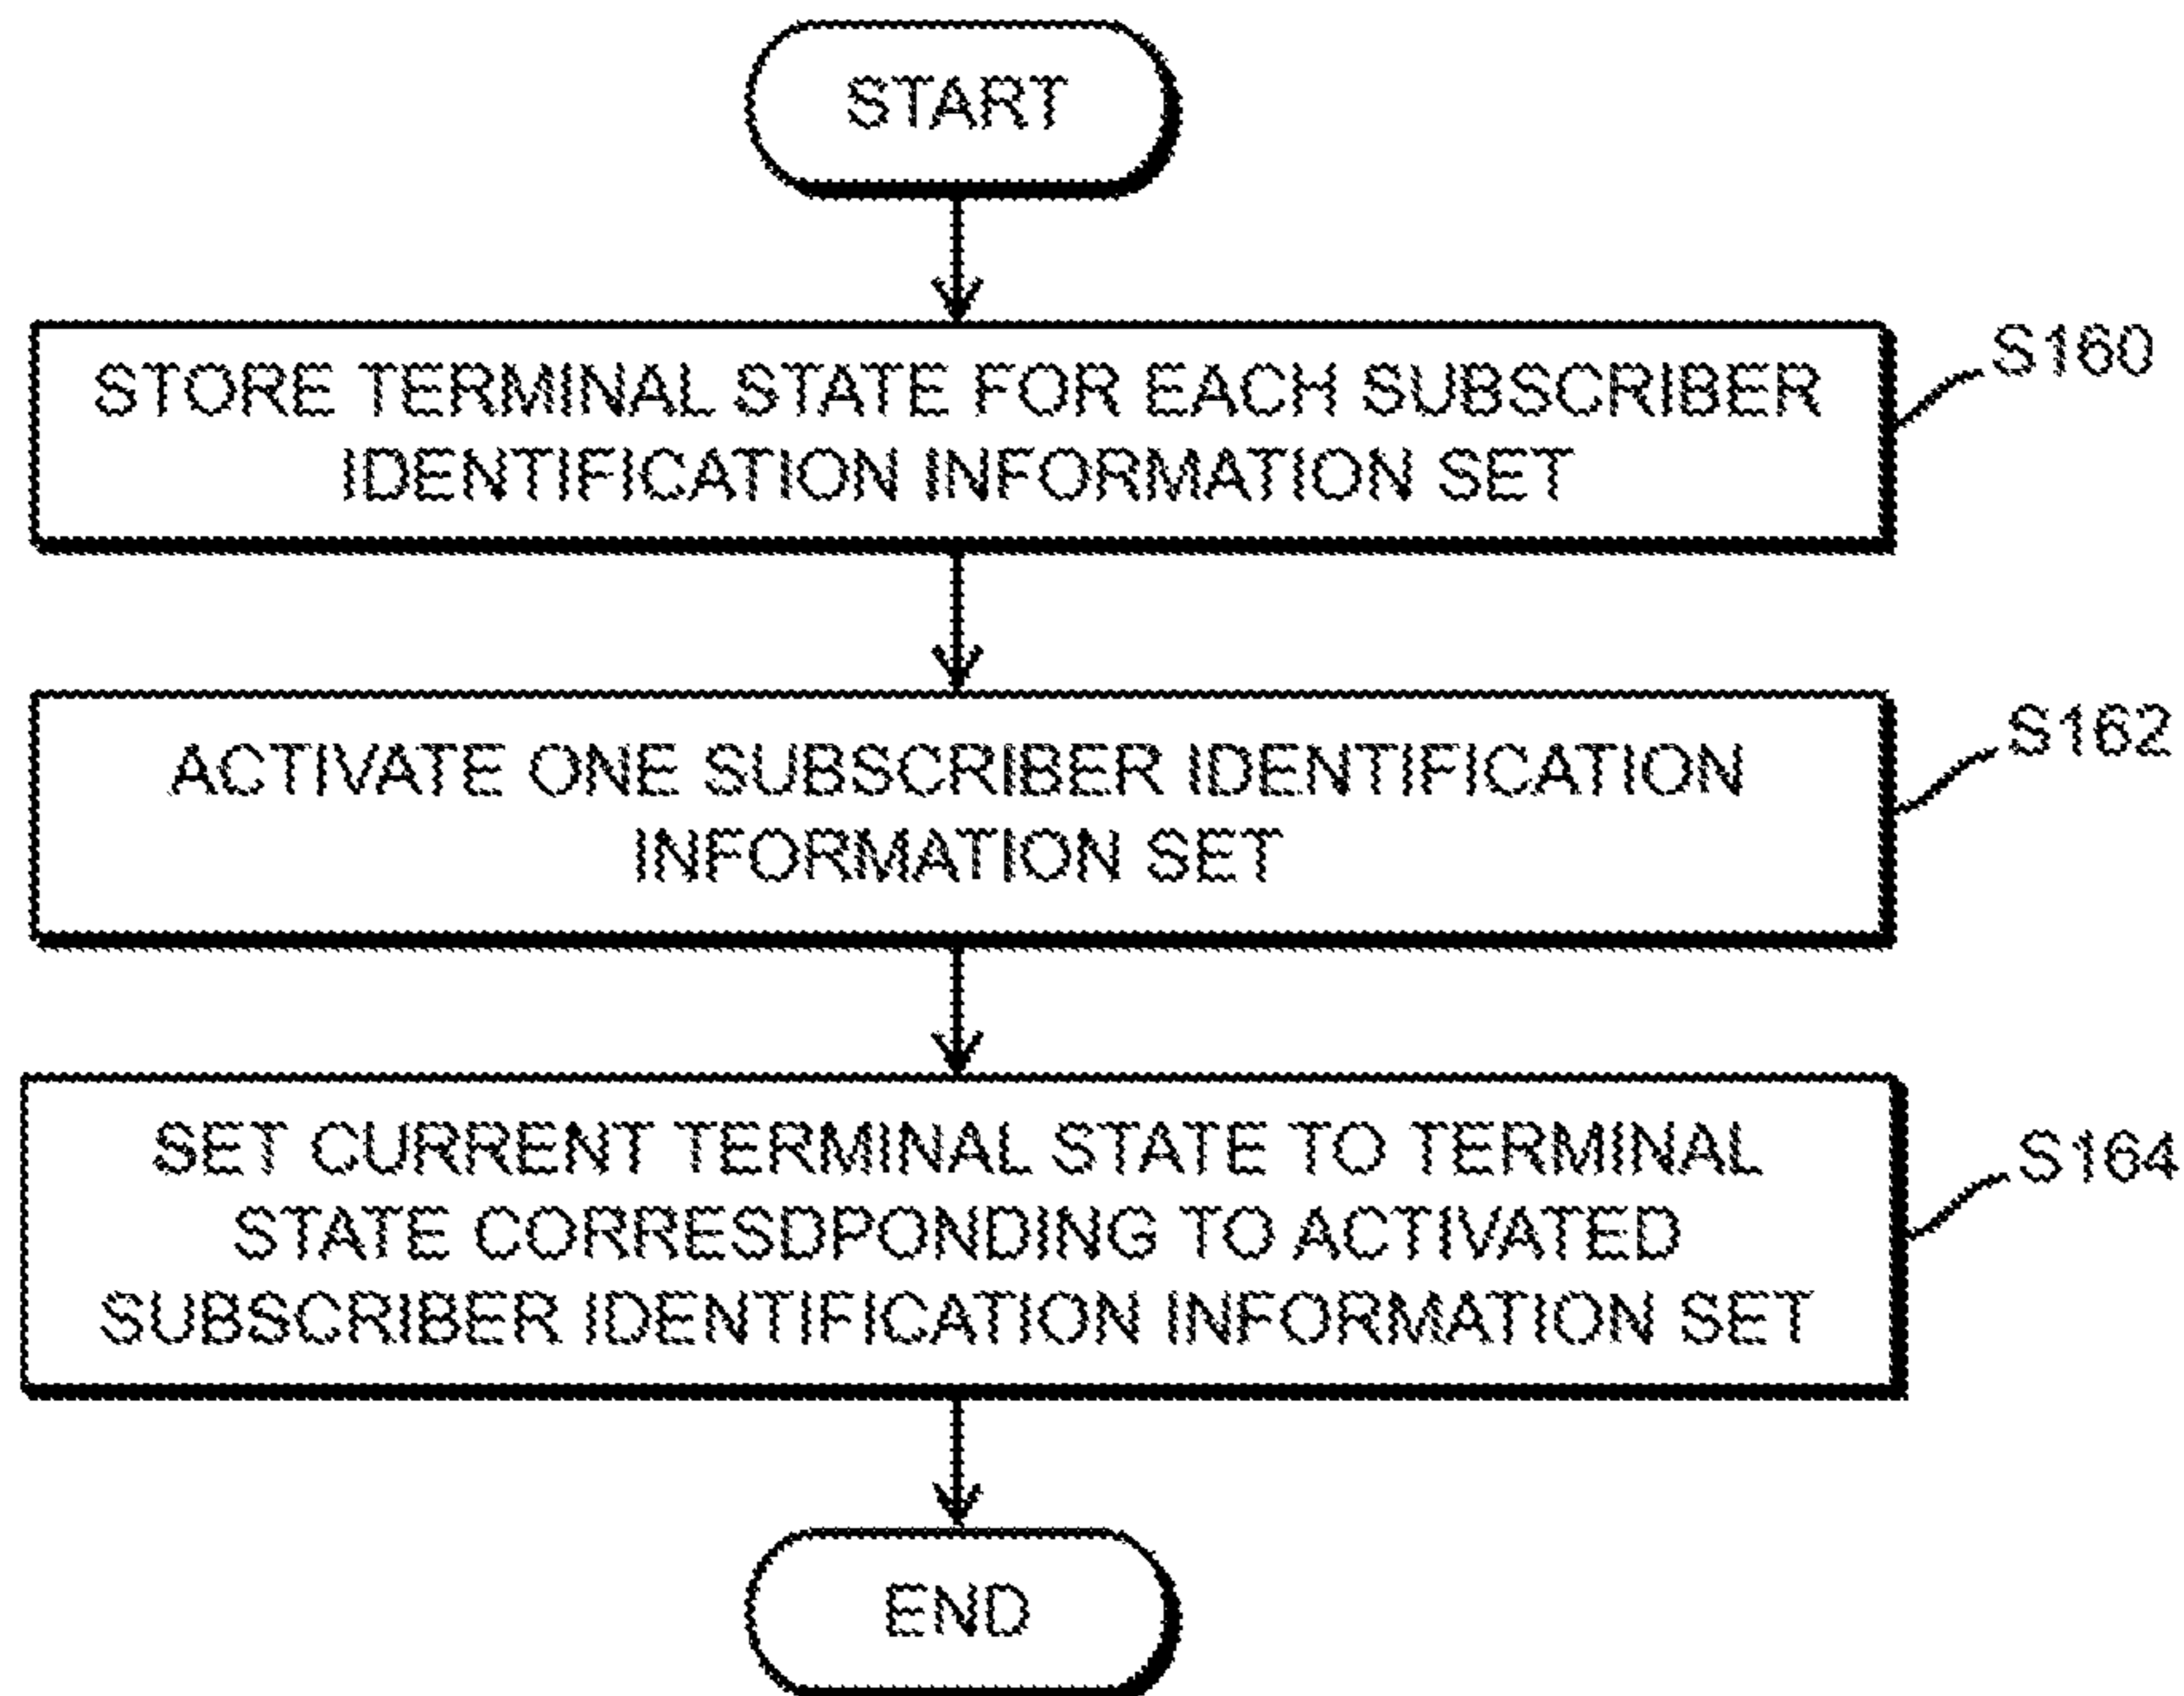 START
STORE TERMINAL STATE FOR EACH SUBSCRIBER
IDENTIFICATION INFORMATION SET
S160
ACTIVATE ONE SUBSCRIBER IDENTIFICATION
INFORMATION SET
S162
SET CURRENT TERMINAL STATE TO TERMINAL
STATE CORRESDPONDING TO ACTIVATED
SUBSCRIBER IDENTIFICATION INFORMATION SET
S164
END